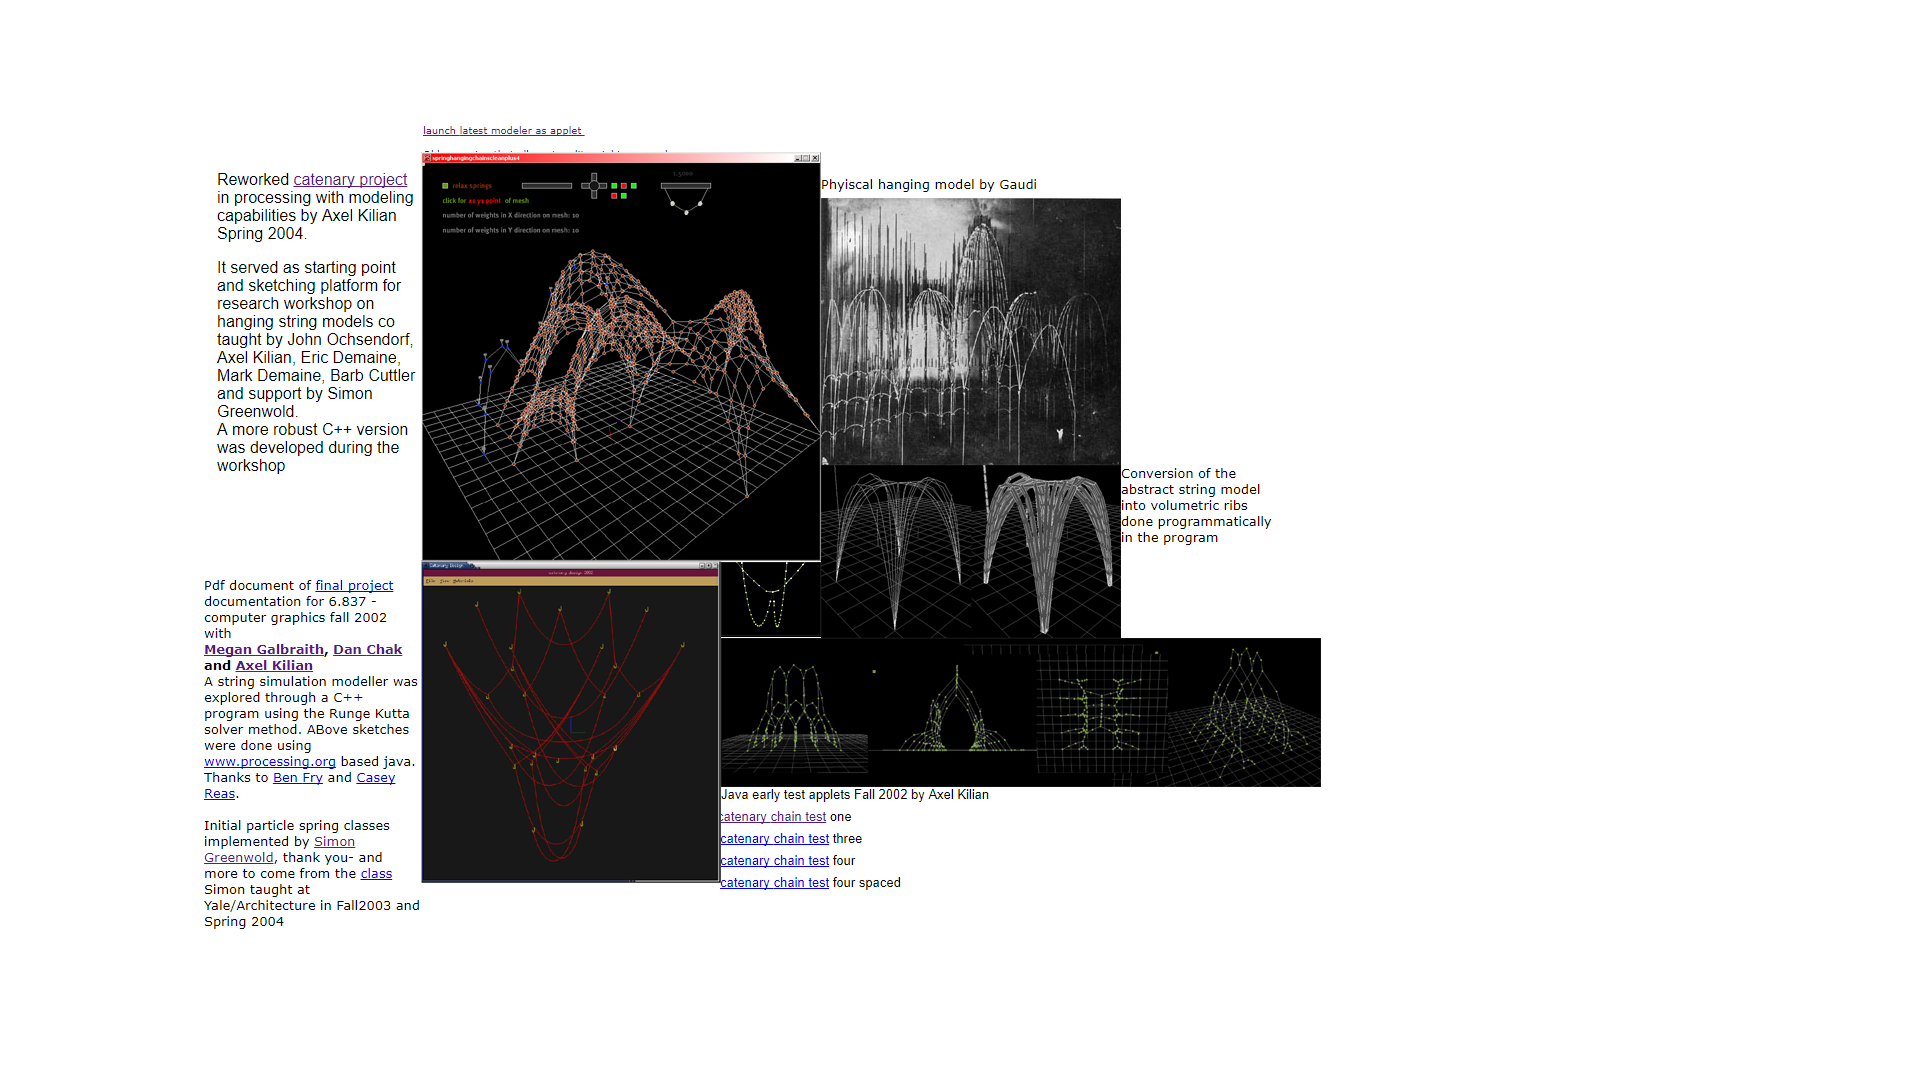 launch latest modeler as applet
springhangingchainscleanplus4
relax springs
1.5000
click for x1 y1 point of mesh
number of weights in X direction on mesh: 10
number of weights in Y direction on mesh: 10
Reworked catenary project
in processing with modeling
capabilities by Axel Kilian
Spring 2004.
It served as starting point
and sketching platform for
research workshop on
hanging string models co
taught by John Ochsendorf,
Axel Kilian, Eric Demaine,
Mark Demaine, Barb Cuttler
and support by Simon
Greenwold.
A more robust C++ version
was developed during the
workshop
Phyiscal hanging model by Gaudi
Conversion of the
abstract string model
into volumetric ribs
done programmatically
in the program
Pdf document of final project
documentation for 6.837 -
computer graphics fall 2002
with
Megan Galbraith, Dan Chak
and Axel Kilian
A string simulation modeller was
explored through a C++
program using the Runge Kutta
solver method. ABove sketches
were done using
www.processing.org based java.
Thanks to Ben Fry and Casey
Reas.
Initial particle spring classes
implemented by Simon
Greenwold, thank you- and
more to come from the class
Simon taught at
Yale/Architecture in Fall2003 and
Spring 2004
Catenary Design
catenary design 2002
Java early test applets Fall 2002 by Axel Kilian
catenary chain test one
catenary chain test three
catenary chain test four
catenary chain test four spaced